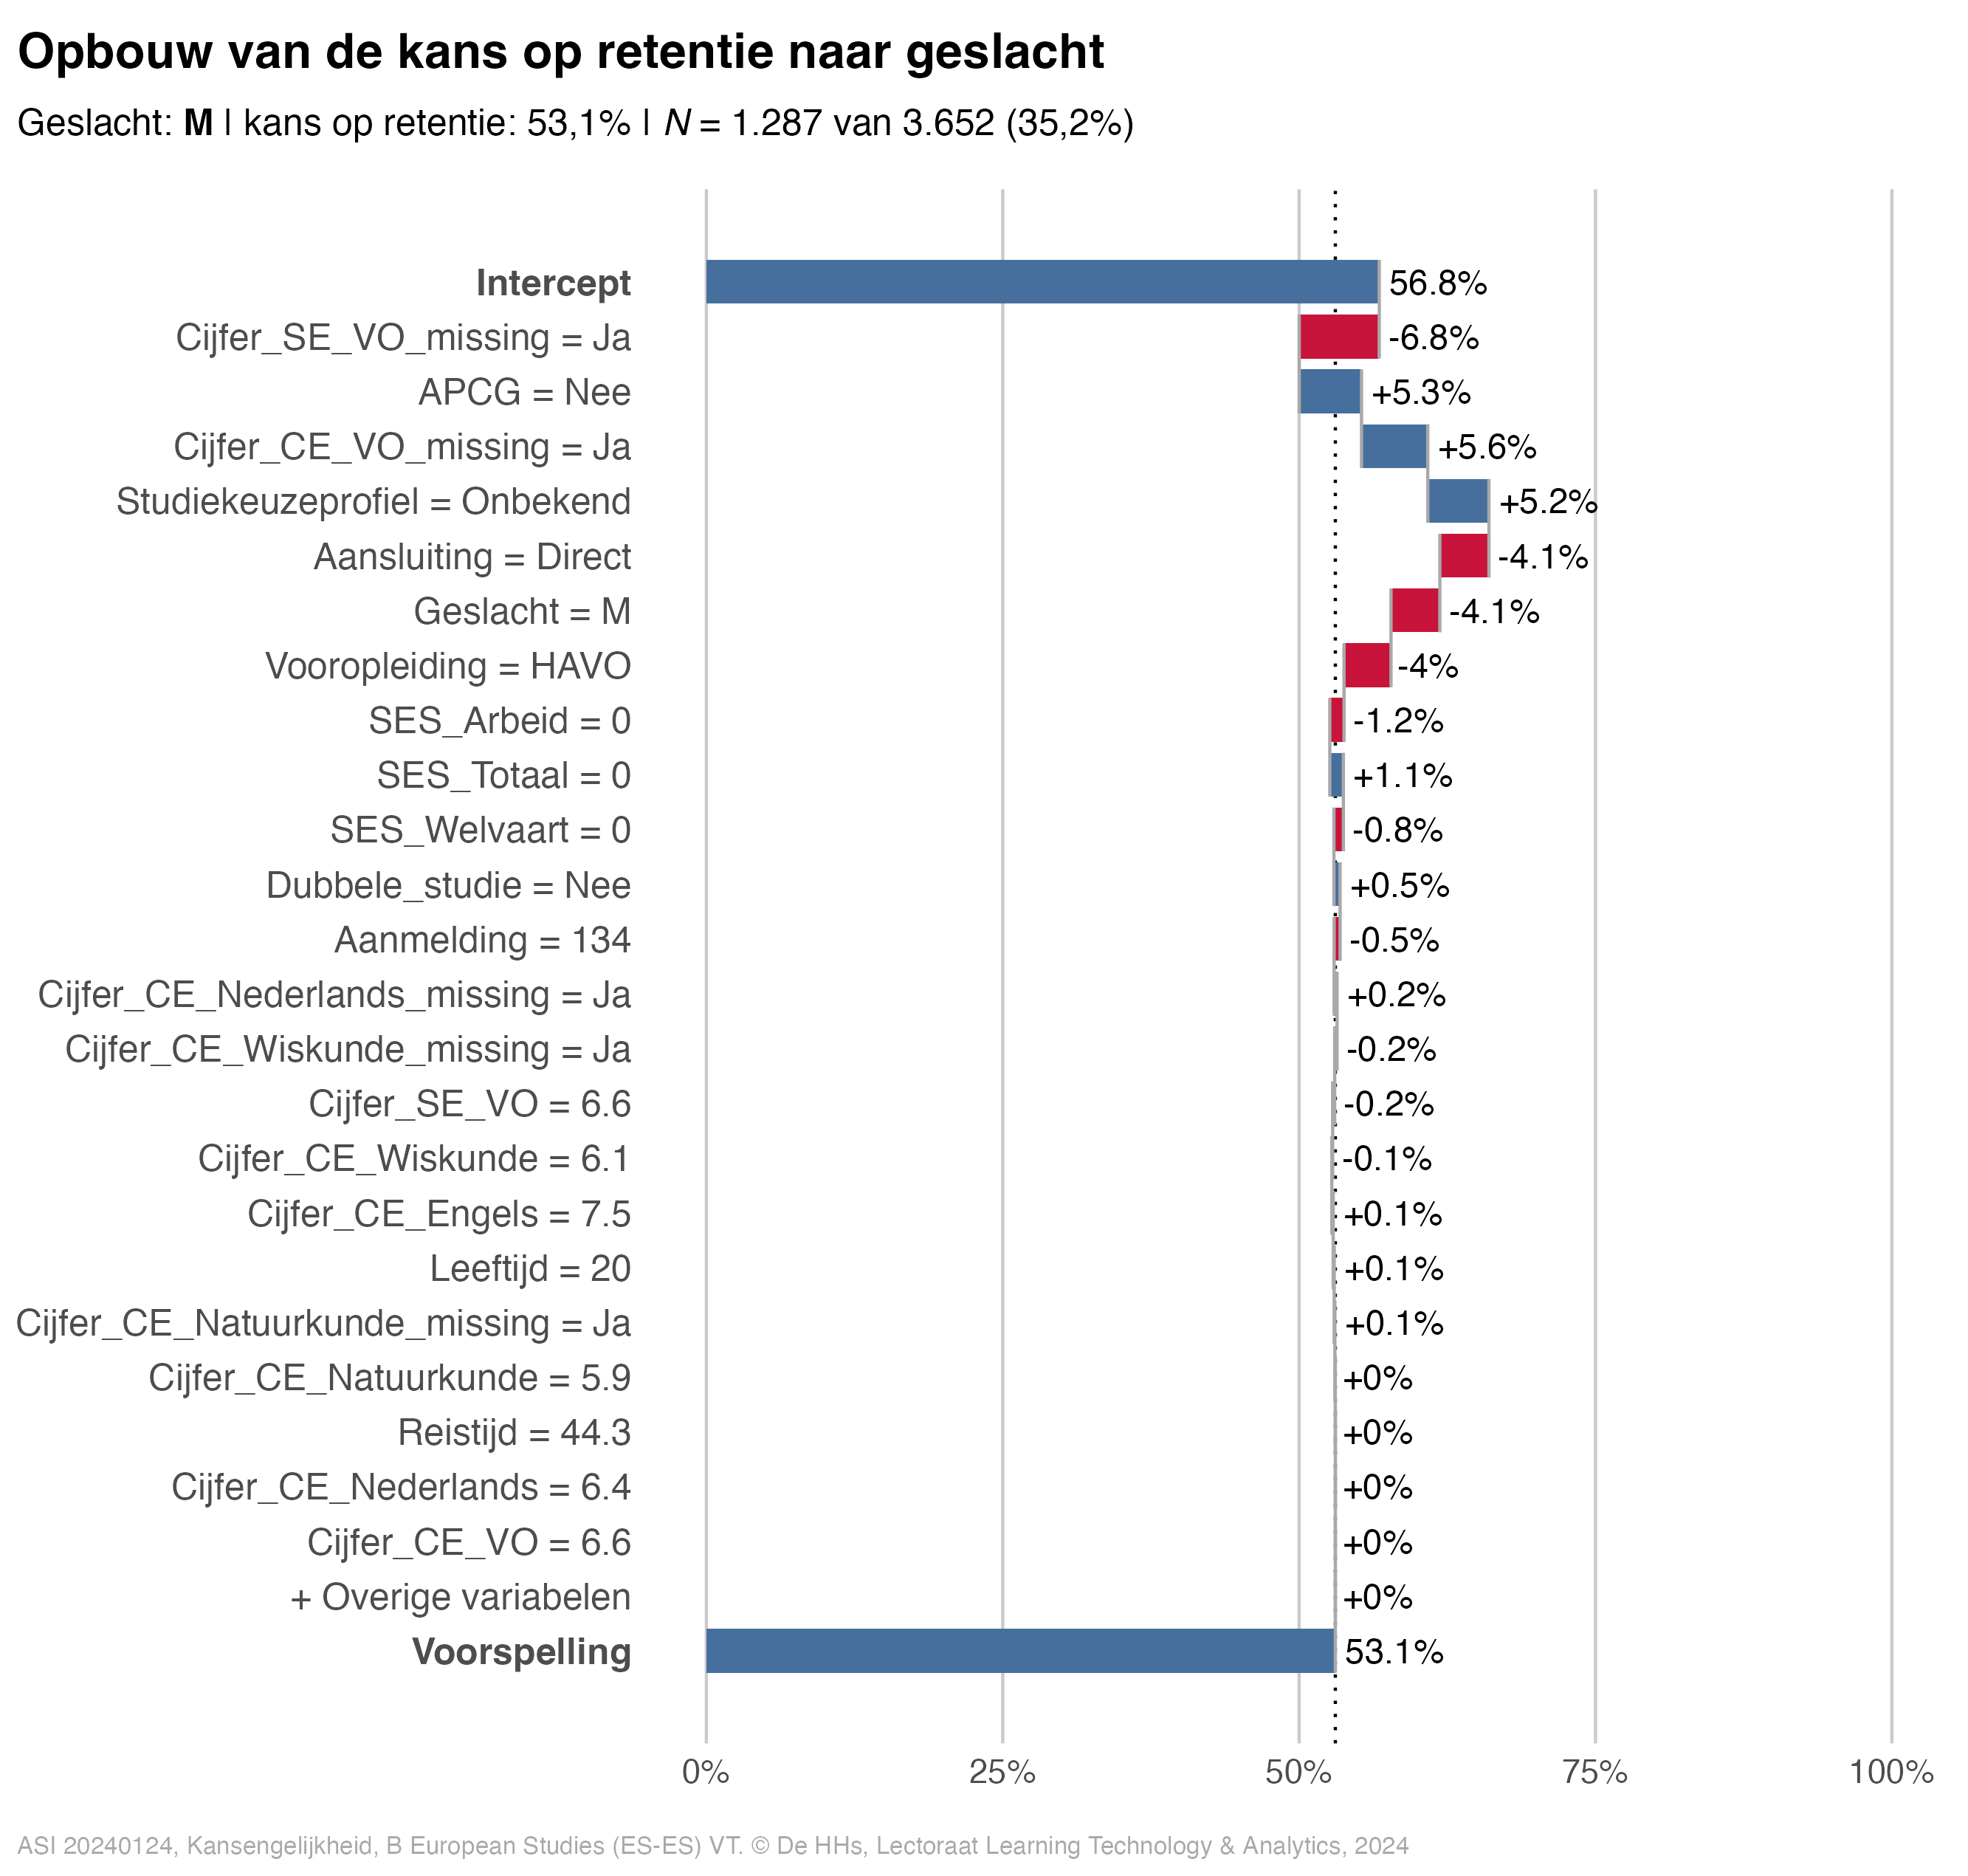 Opbouw van de kans op retentie naar geslacht
Geslacht: M | kans op retentie: 53,1% | N = 1.287 van 3.652 (35,2%)
Intercept 56.8%
Cijfer_SE_VO_missing = Ja -6.8%
APCG = Nee +5.3%
Cijfer_CE_VO_missing = Ja +5.6%
Studiekeuzeprofiel = Onbekend +5.2%
Aansluiting = Direct -4.1%
Geslacht = M -4.1%
Vooropleiding = HAVO -4%
SES_Arbeid = 0 -1.2%
SES_Totaal = 0 +1.1%
SES_Welvaart = 0 -0.8%
Dubbele_studie = Nee +0.5%
Aanmelding = 134 -0.5%
Cijfer_CE_Nederlands_missing = Ja +0.2%
Cijfer_CE_Wiskunde_missing = Ja -0.2%
Cijfer_SE_VO = 6.6 -0.2%
Cijfer_CE_Wiskunde = 6.1 -0.1%
Cijfer_CE_Engels = 7.5 +0.1%
Leeftijd = 20 +0.1%
Cijfer_CE_Natuurkunde_missing = Ja +0.1%
Cijfer_CE_Natuurkunde = 5.9 +0%
Reistijd = 44.3 +0%
Cijfer_CE_Nederlands = 6.4 +0%
Cijfer_CE_VO = 6.6 +0%
+ Overige variabelen +0%
Voorspelling 53.1%
0% 25% 50% 75% 100%
ASI 20240124, Kansengelijkheid, B European Studies (ES-ES) VT. © De HHs, Lectoraat Learning Technology & Analytics, 2024